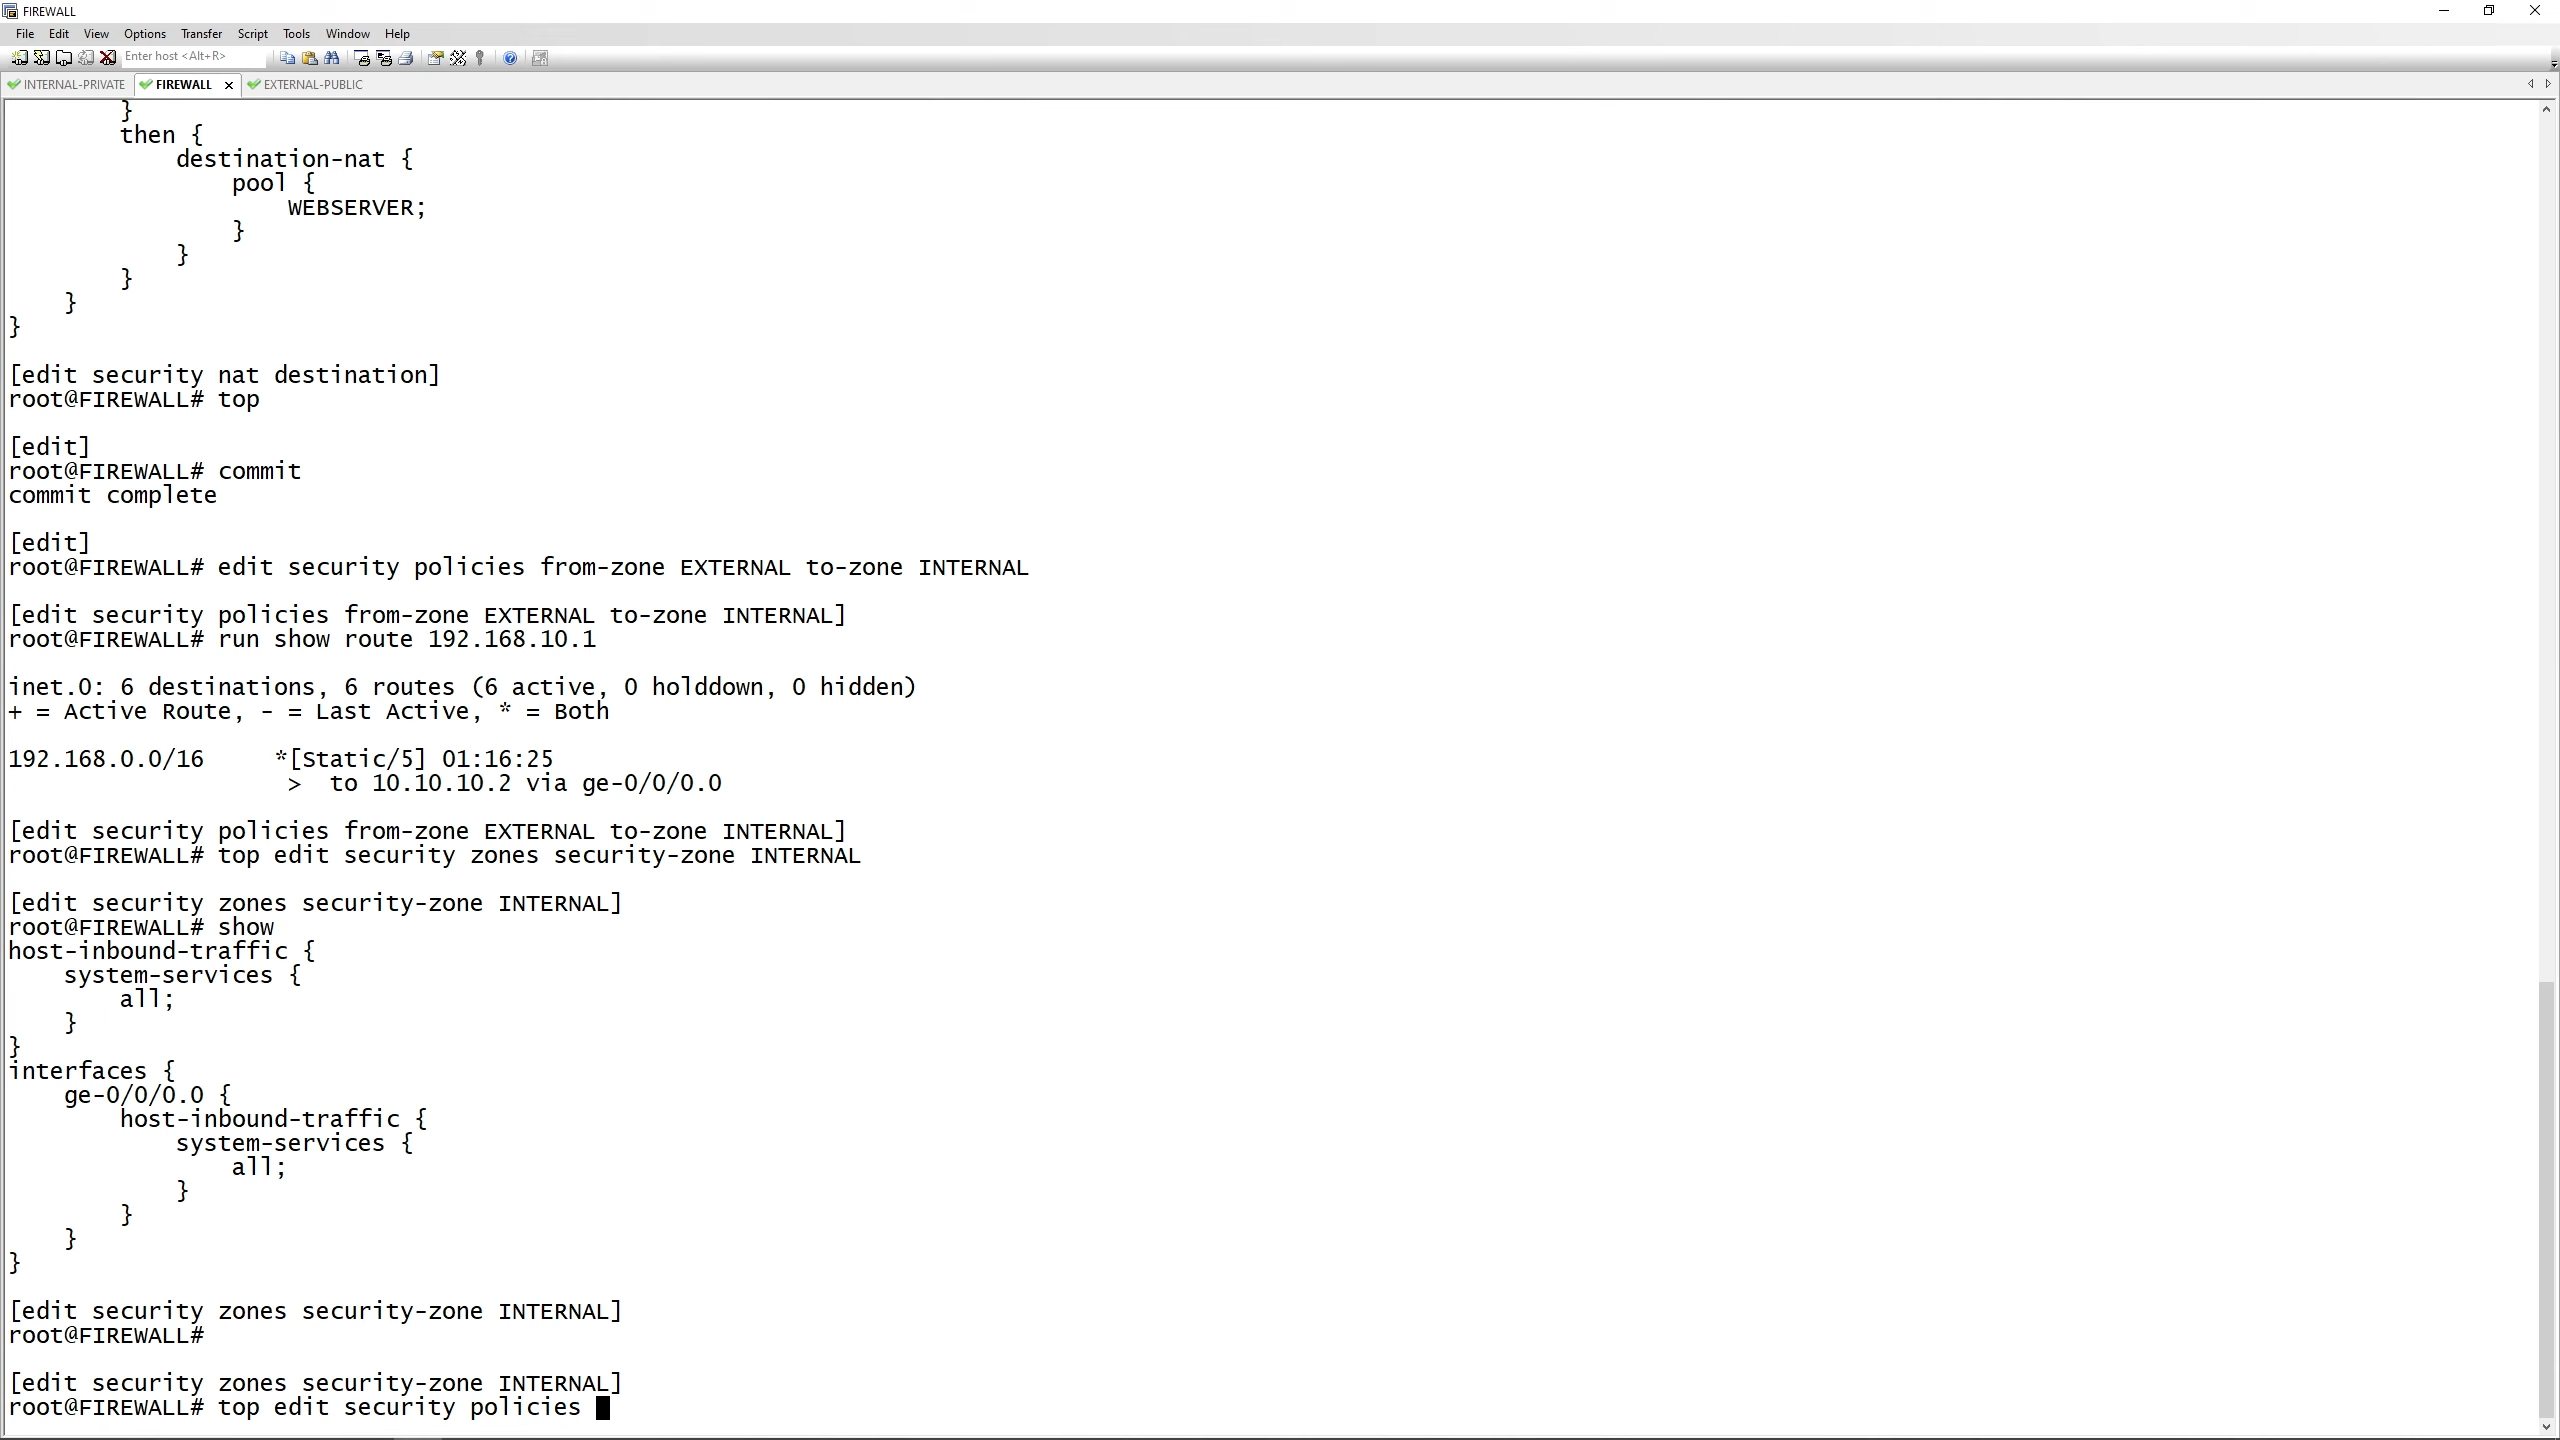 FIREWALL
File Edit View Options Transfer Script Tools Window Help
Enter host <Alt+R>
INTERNAL-PRIVATE FIREWALL EXTERNAL-PUBLIC
        }
        then {
            destination-nat {
                pool {
                    WEBSERVER;
                }
            }
        }
    }
}
[edit security nat destination]
root@FIREWALL# top
[edit]
root@FIREWALL# commit
commit complete
[edit]
root@FIREWALL# edit security policies from-zone EXTERNAL to-zone INTERNAL
[edit security policies from-zone EXTERNAL to-zone INTERNAL]
root@FIREWALL# run show route 192.168.10.1
inet.0: 6 destinations, 6 routes (6 active, 0 holddown, 0 hidden)
+ = Active Route, - = Last Active, * = Both
192.168.0.0/16     *[Static/5] 01:16:25
                    >  to 10.10.10.2 via ge-0/0/0.0
[edit security policies from-zone EXTERNAL to-zone INTERNAL]
root@FIREWALL# top edit security zones security-zone INTERNAL
[edit security zones security-zone INTERNAL]
root@FIREWALL# show
host-inbound-traffic {
    system-services {
        all;
    }
}
interfaces {
    ge-0/0/0.0 {
        host-inbound-traffic {
            system-services {
                all;
            }
        }
    }
}
[edit security zones security-zone INTERNAL]
root@FIREWALL#
[edit security zones security-zone INTERNAL]
root@FIREWALL# top edit security policies